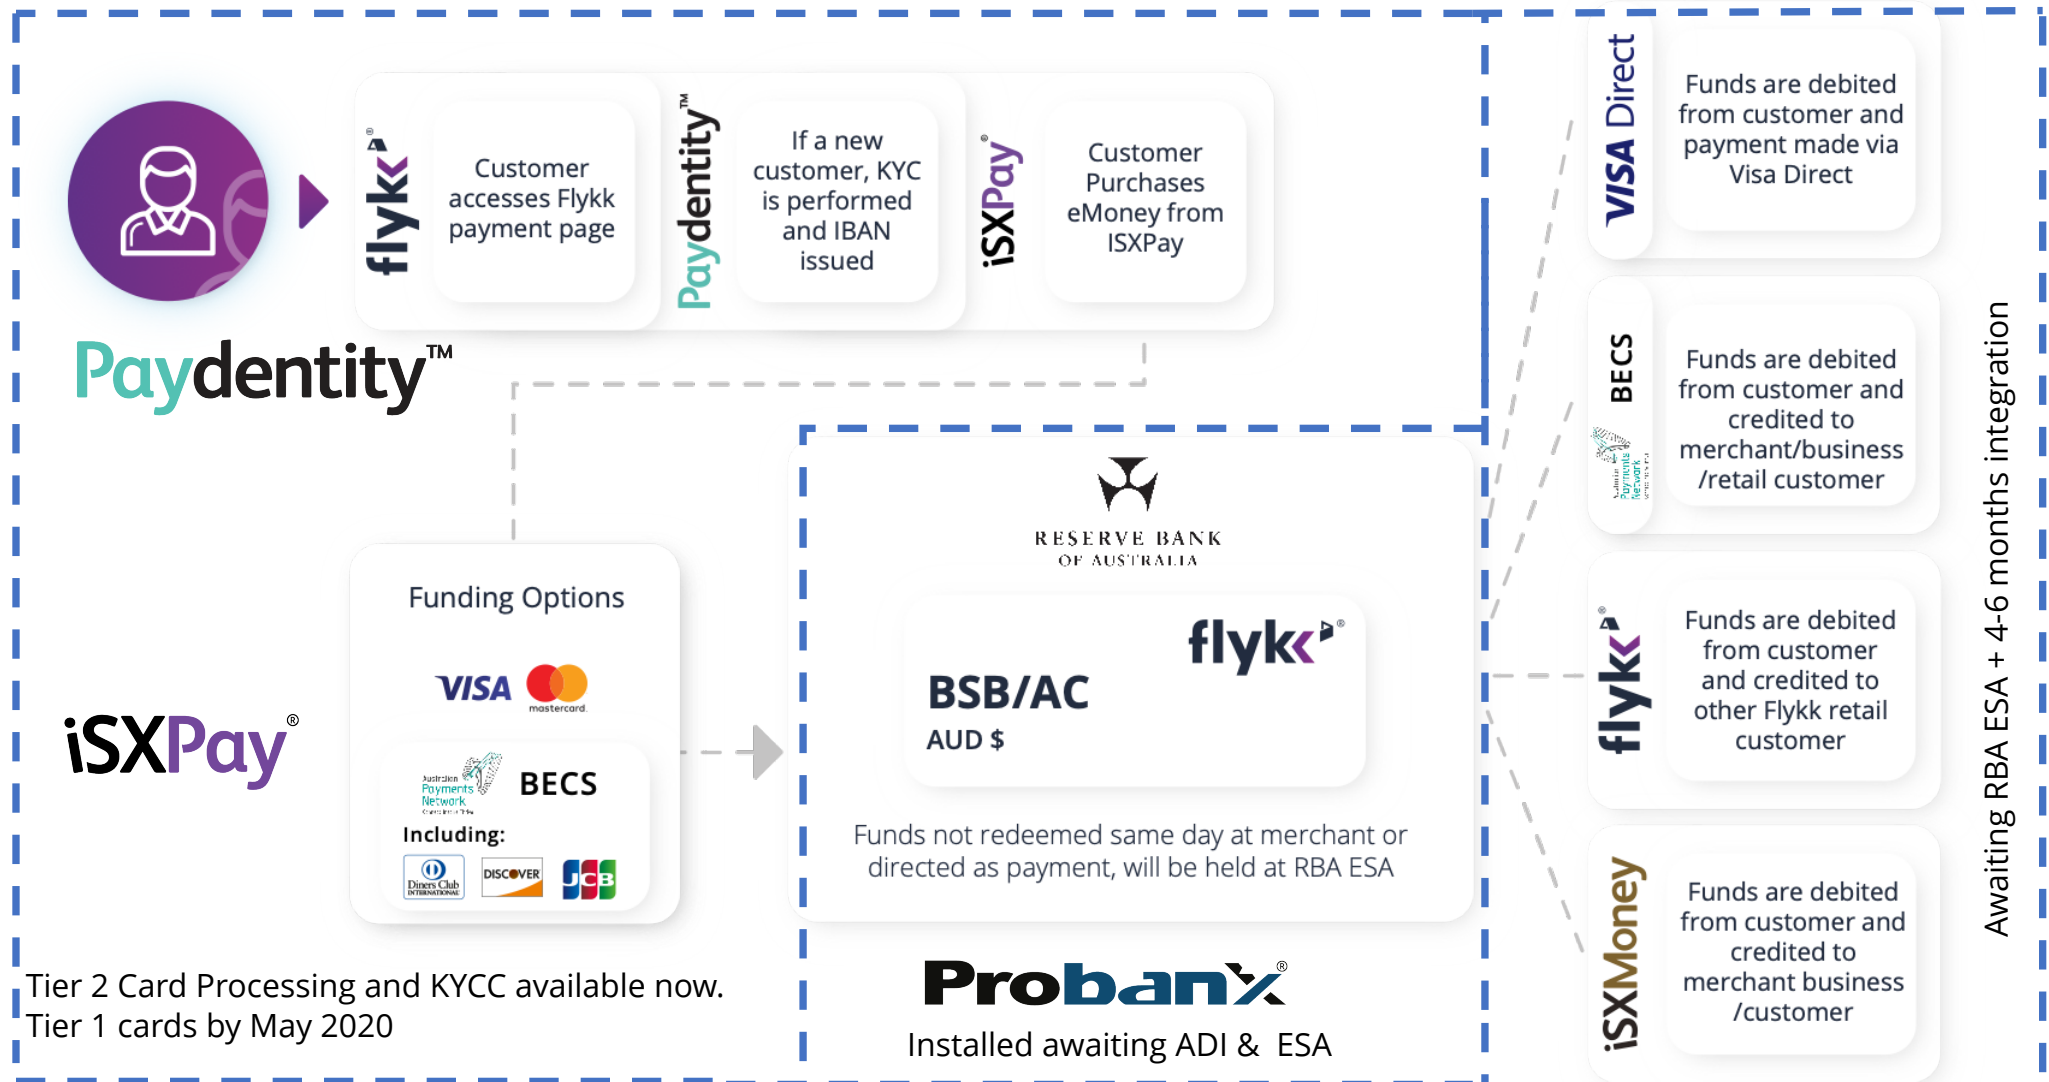 flykk®
Customer
accesses Flykk
payment page
Paydentity™
If a new
customer, KYC
is performed
and IBAN
issued
iSXPay®
Customer
Purchases
eMoney from
ISXPay
Paydentity™
Funding Options
VISA
mastercard.
Australian
Payments
Network
BECS
Including:
Diners Club
INTERNATIONAL
DISCOVER
JCB
iSXPay®
Tier 2 Card Processing and KYCC available now.
Tier 1 cards by May 2020
RESERVE BANK
OF AUSTRALIA
flykk®
BSB/AC
AUD $
Funds not redeemed same day at merchant or
directed as payment, will be held at RBA ESA
Probanx®
Installed awaiting ADI & ESA
VISA Direct
Funds are debited
from customer and
payment made via
Visa Direct
BECS
Payments
Network
Funds are debited
from customer and
credited to
merchant/business
/retail customer
flykk®
Funds are debited
from customer
and credited to
other Flykk retail
customer
iSXMoney
Funds are debited
from customer and
credited to
merchant business
/customer
Awaiting RBA ESA + 4-6 months integration